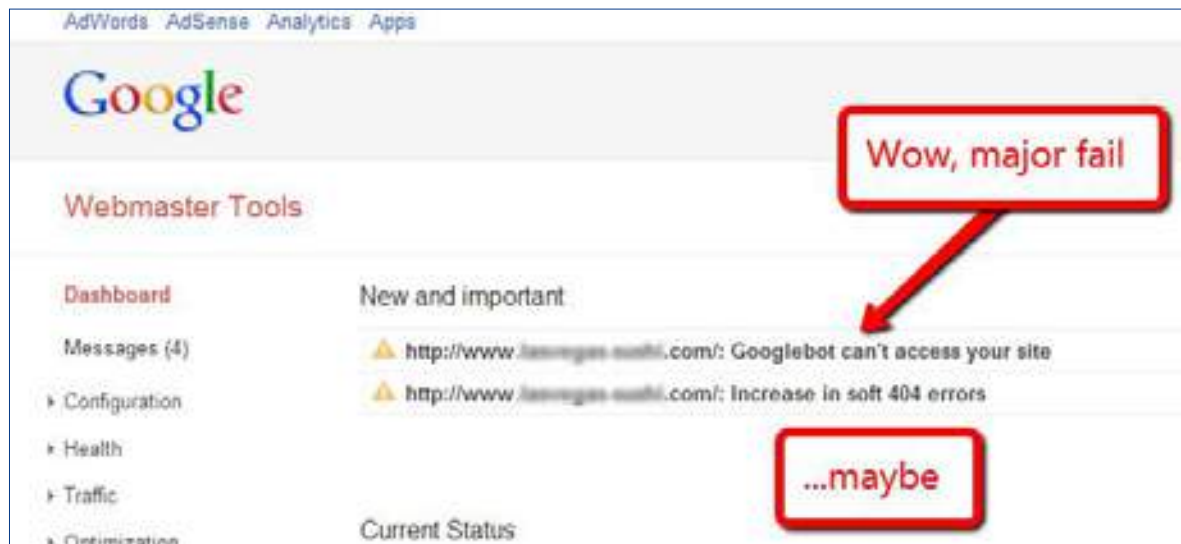 AdWords AdSense Analytics Apps
Google
Wow, major fail
Webmaster Tools
Dashboard
New and important
Messages (4)
http://www. .com/: Googlebot can't access your site
Configuration
http://www. .com/: Increase in soft 404 errors
Health
...maybe
Traffic
Current Status
Optimization